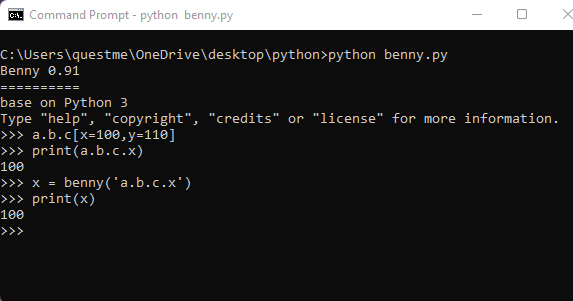 Command Prompt - python benny.py
C:\Users\questme\OneDrive\desktop\python>python benny.py
Benny 0.91
==========
base on Python 3
Type "help", "copyright", "credits" or "license" for more information.
>>> a.b.c[x=100,y=110]
>>> print(a.b.c.x)
100
>>> x = benny('a.b.c.x')
>>> print(x)
100
>>>